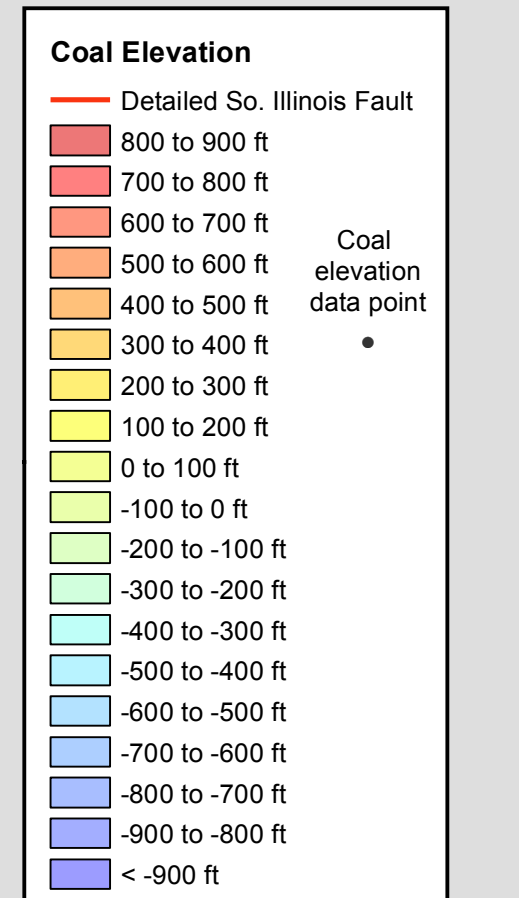 Coal Elevation
Detailed So. Illinois Fault
800 to 900 ft
700 to 800 ft
600 to 700 ft
500 to 600 ft
400 to 500 ft
300 to 400 ft
200 to 300 ft
100 to 200 ft
0 to 100 ft
-100 to 0 ft
-200 to -100 ft
-300 to -200 ft
-400 to -300 ft
-500 to -400 ft
-600 to -500 ft
-700 to -600 ft
-800 to -700 ft
-900 to -800 ft
< -900 ft
Coal
elevation
data point